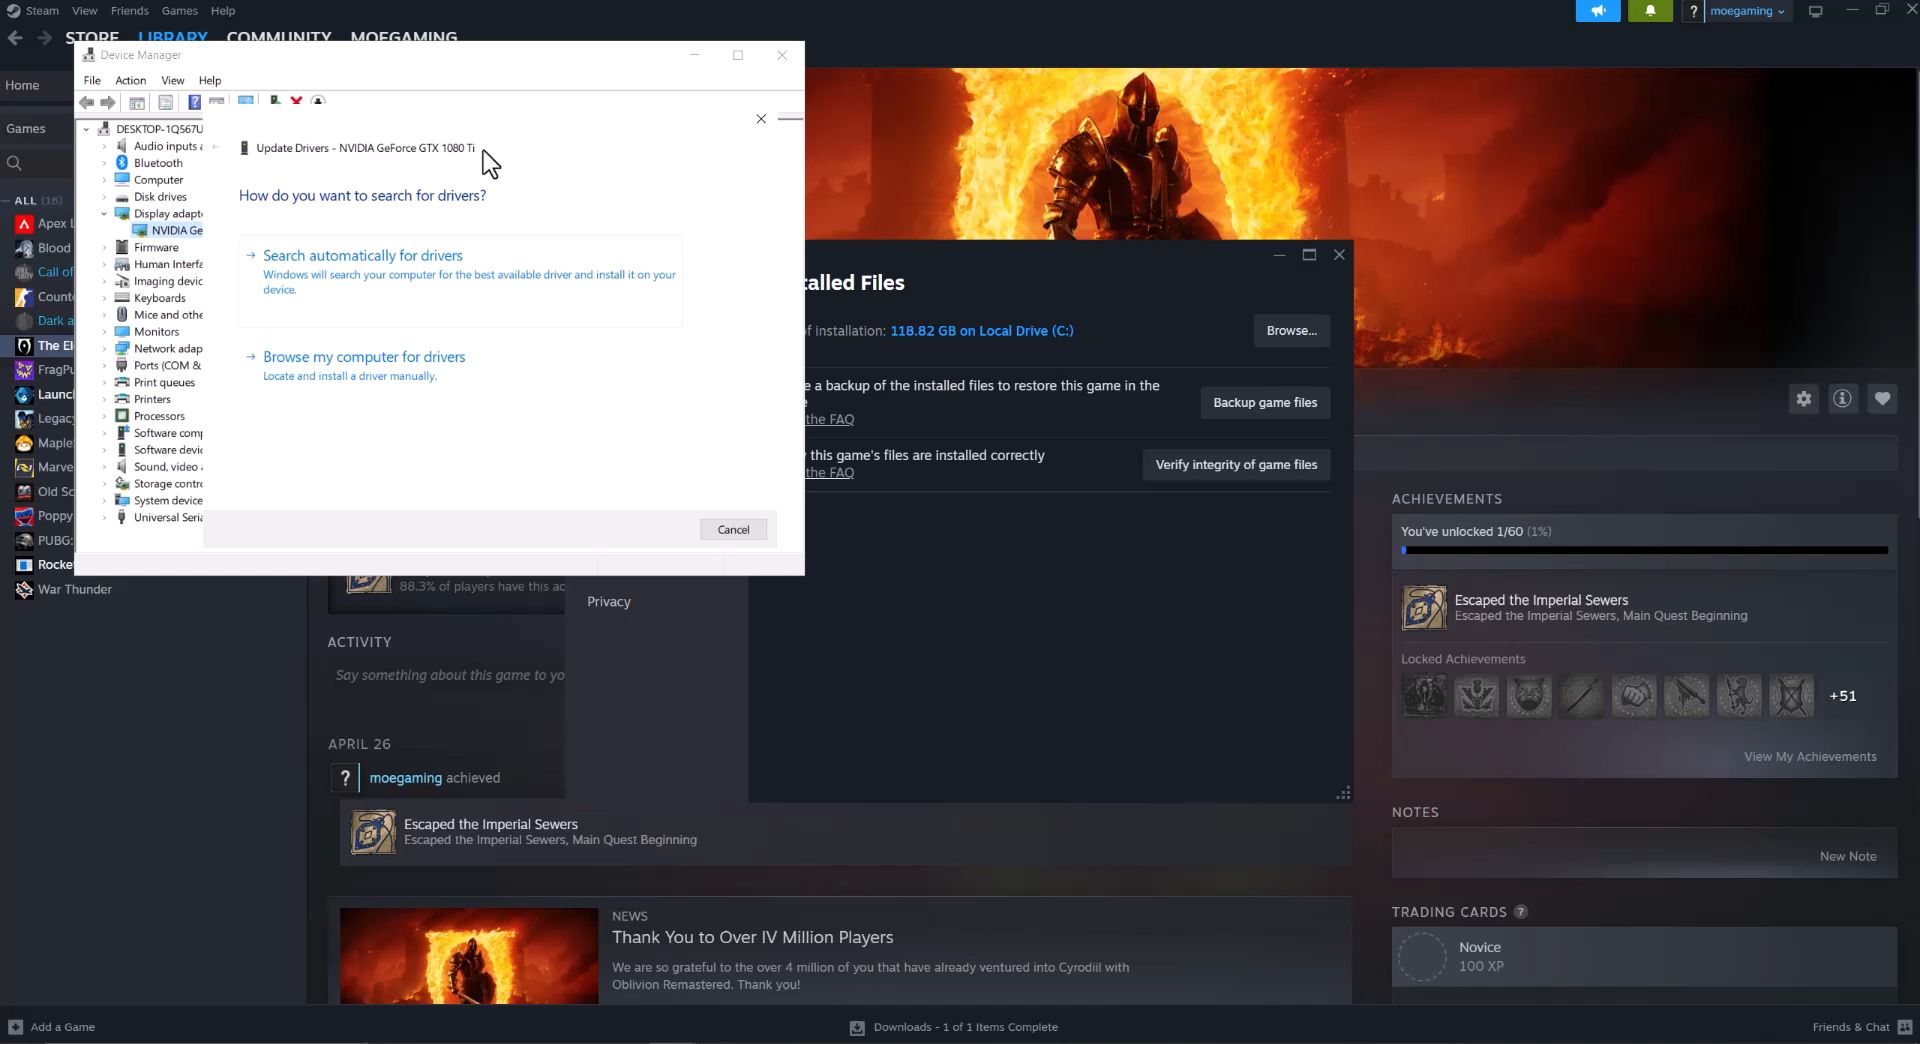 Steam View Friends Games Help
? moegaming
STORE LIBRARY COMMUNITY MOEGAMING
Device Manager
File Action View Help
Home
Games
DESKTOP-1Q567U
Audio inputs a
Bluetooth
Computer
Disk drives
Display adapt
NVIDIA Ge
Firmware
Human Interfa
Imaging devic
Keyboards
Mice and othe
Monitors
Network adap
Ports (COM &
Print queues
Printers
Processors
Software comp
Software devic
Sound, video a
Storage contro
System device
Universal Seria
Update Drivers - NVIDIA GeForce GTX 1080 Ti
How do you want to search for drivers?
Search automatically for drivers
Windows will search your computer for the best available driver and install it on your
device.
Browse my computer for drivers
Locate and install a driver manually.
Cancel
ALL (16)
Apex L
Blood
Call of
Count
Dark a
The El
FragPu
Launc
Legacy
Maple
Marve
Old Sc
Poppy
PUBG:
Rocke
War Thunder
alled Files
f installation: 118.82 GB on Local Drive (C:)
Browse...
e a backup of the installed files to restore this game in the
e
the FAQ
Backup game files
y this game's files are installed correctly
the FAQ
Verify integrity of game files
Privacy
88.3% of players have this ac
ACTIVITY
Say something about this game to yo
APRIL 26
? moegaming achieved
Escaped the Imperial Sewers
Escaped the Imperial Sewers, Main Quest Beginning
NEWS
Thank You to Over IV Million Players
We are so grateful to the over 4 million of you that have already ventured into Cyrodiil with
Oblivion Remastered. Thank you!
ACHIEVEMENTS
You've unlocked 1/60 (1%)
Escaped the Imperial Sewers
Escaped the Imperial Sewers, Main Quest Beginning
Locked Achievements
+51
View My Achievements
NOTES
New Note
TRADING CARDS ?
Novice
100 XP
Add a Game
Downloads - 1 of 1 Items Complete
Friends & Chat